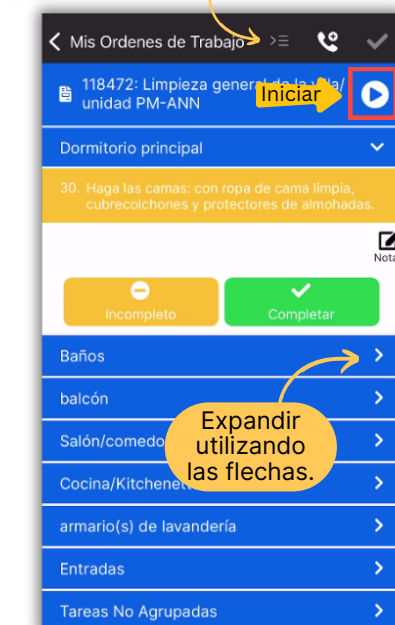 Mis Ordenes de Trabajo
118472: Limpieza general de la villa/
unidad PM-ANN
Iniciar
Dormitorio principal
30. Haga las camas: con ropa de cama limpia,
cubrecolchones y protectores de almohadas.
Nota
Incompleto
Completar
Baños
balcón
Salón/comedo
Cocina/Kitchenet
Expandir
utilizando
las flechas.
armario(s) de lavandería
Entradas
Tareas No Agrupadas